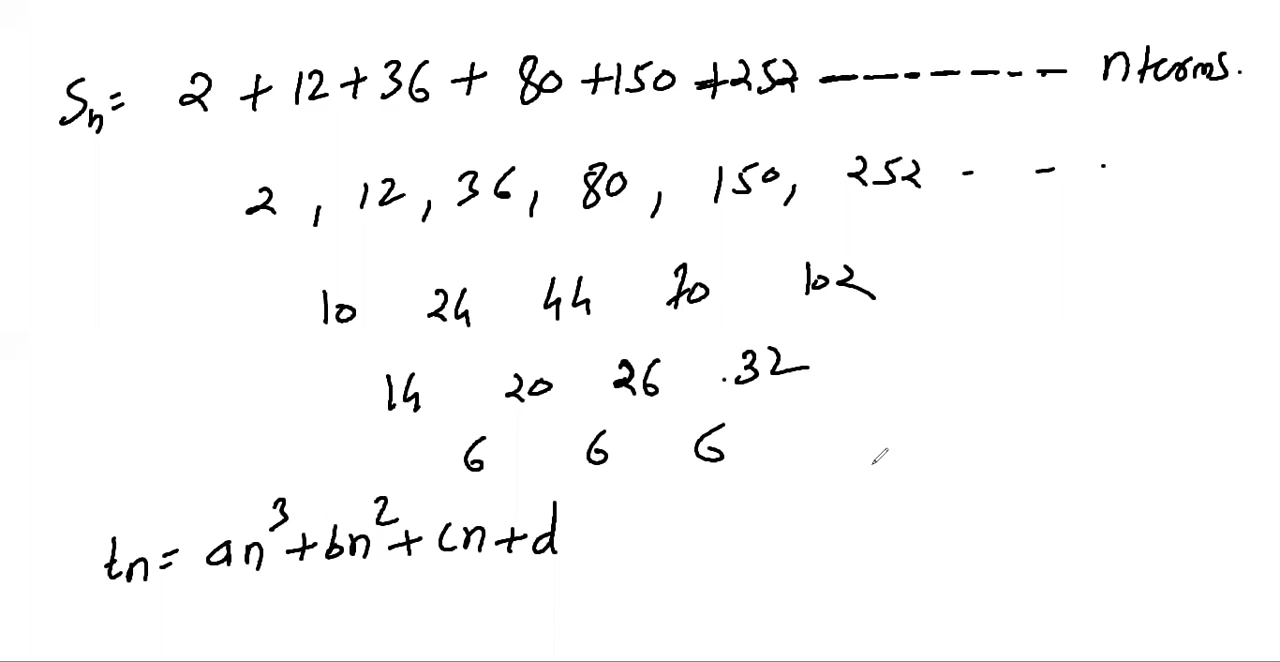 Sn = 2 + 12 + 36 + 80 + 150 + 252 -------- n terms.
2, 12, 36, 80, 150, 252 - - .
10 24 44 70 102
14 20 26 .32
6 6 6
tn = an³ + bn² + cn + d